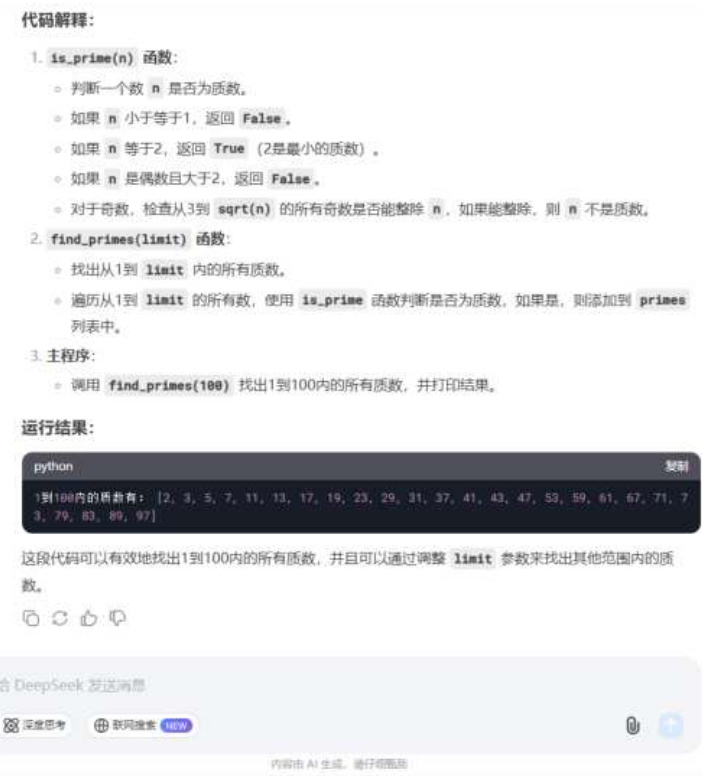 代码解释：
1. is_prime(n) 函数：
◦ 判断一个数 n 是否为质数。
◦ 如果 n 小于等于1，返回 False 。
◦ 如果 n 等于2，返回 True （2是最小的质数）。
◦ 如果 n 是偶数且大于2，返回 False 。
◦ 对于奇数，检查从3到 sqrt(n) 的所有奇数是否能整除 n ，如果能整除，则 n 不是质数。
2. find_primes(limit) 函数：
◦ 找出从1到 limit 内的所有质数。
◦ 遍历从1到 limit 的所有数，使用 is_prime 函数判断是否为质数，如果是，则添加到 primes
列表中。
3. 主程序：
◦ 调用 find_primes(100) 找出1到100内的所有质数，并打印结果。
运行结果：
python 复制
1到100内的质数有： [2, 3, 5, 7, 11, 13, 17, 19, 23, 29, 31, 37, 41, 43, 47, 53, 59, 61, 67, 71, 7
3, 79, 83, 89, 97]
这段代码可以有效地找出1到100内的所有质数，并且可以通过调整 limit 参数来找出其他范围内的质
数。
给 DeepSeek 发送消息
深度思考 联网搜索 NEW
内容由 AI 生成，请仔细甄别